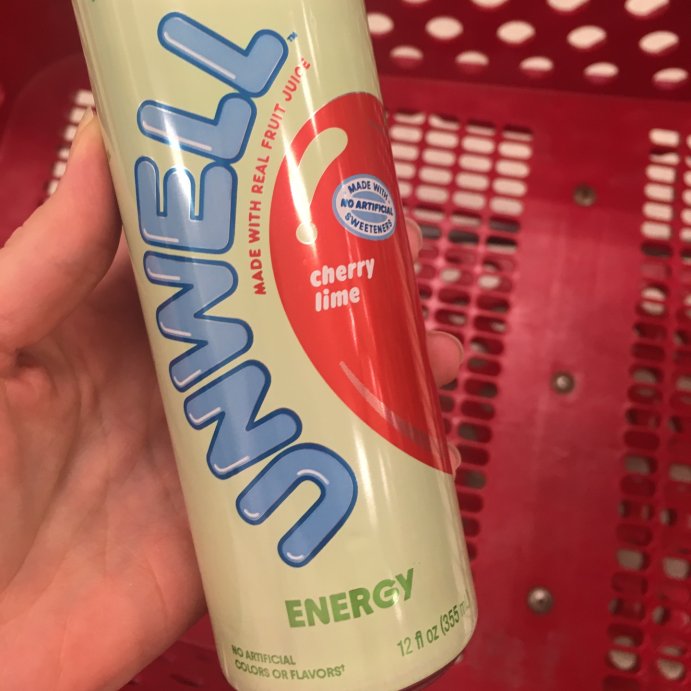 UNWELL™
MADE WITH REAL FRUIT JUICE
MADE WITH
NO ARTIFICIAL
SWEETENERS
cherry
lime
ENERGY
NO ARTIFICIAL
COLORS OR FLAVORS†
12 fl oz (355